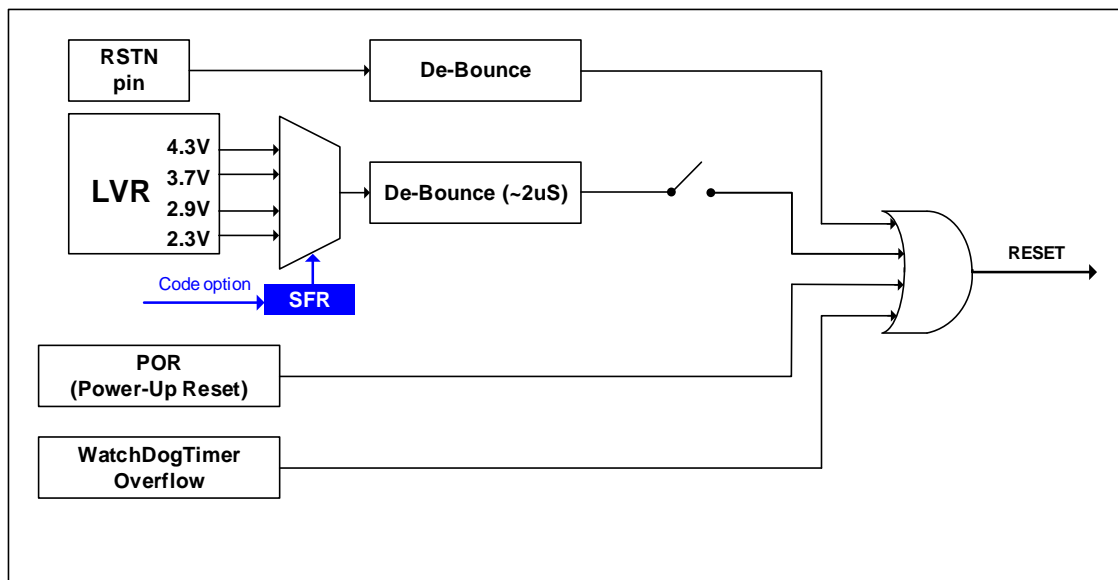 RSTN
pin
De-Bounce
LVR
4.3V
3.7V
2.9V
2.3V
De-Bounce (~2uS)
Code option
SFR
RESET
POR
(Power-Up Reset)
WatchDogTimer
Overflow